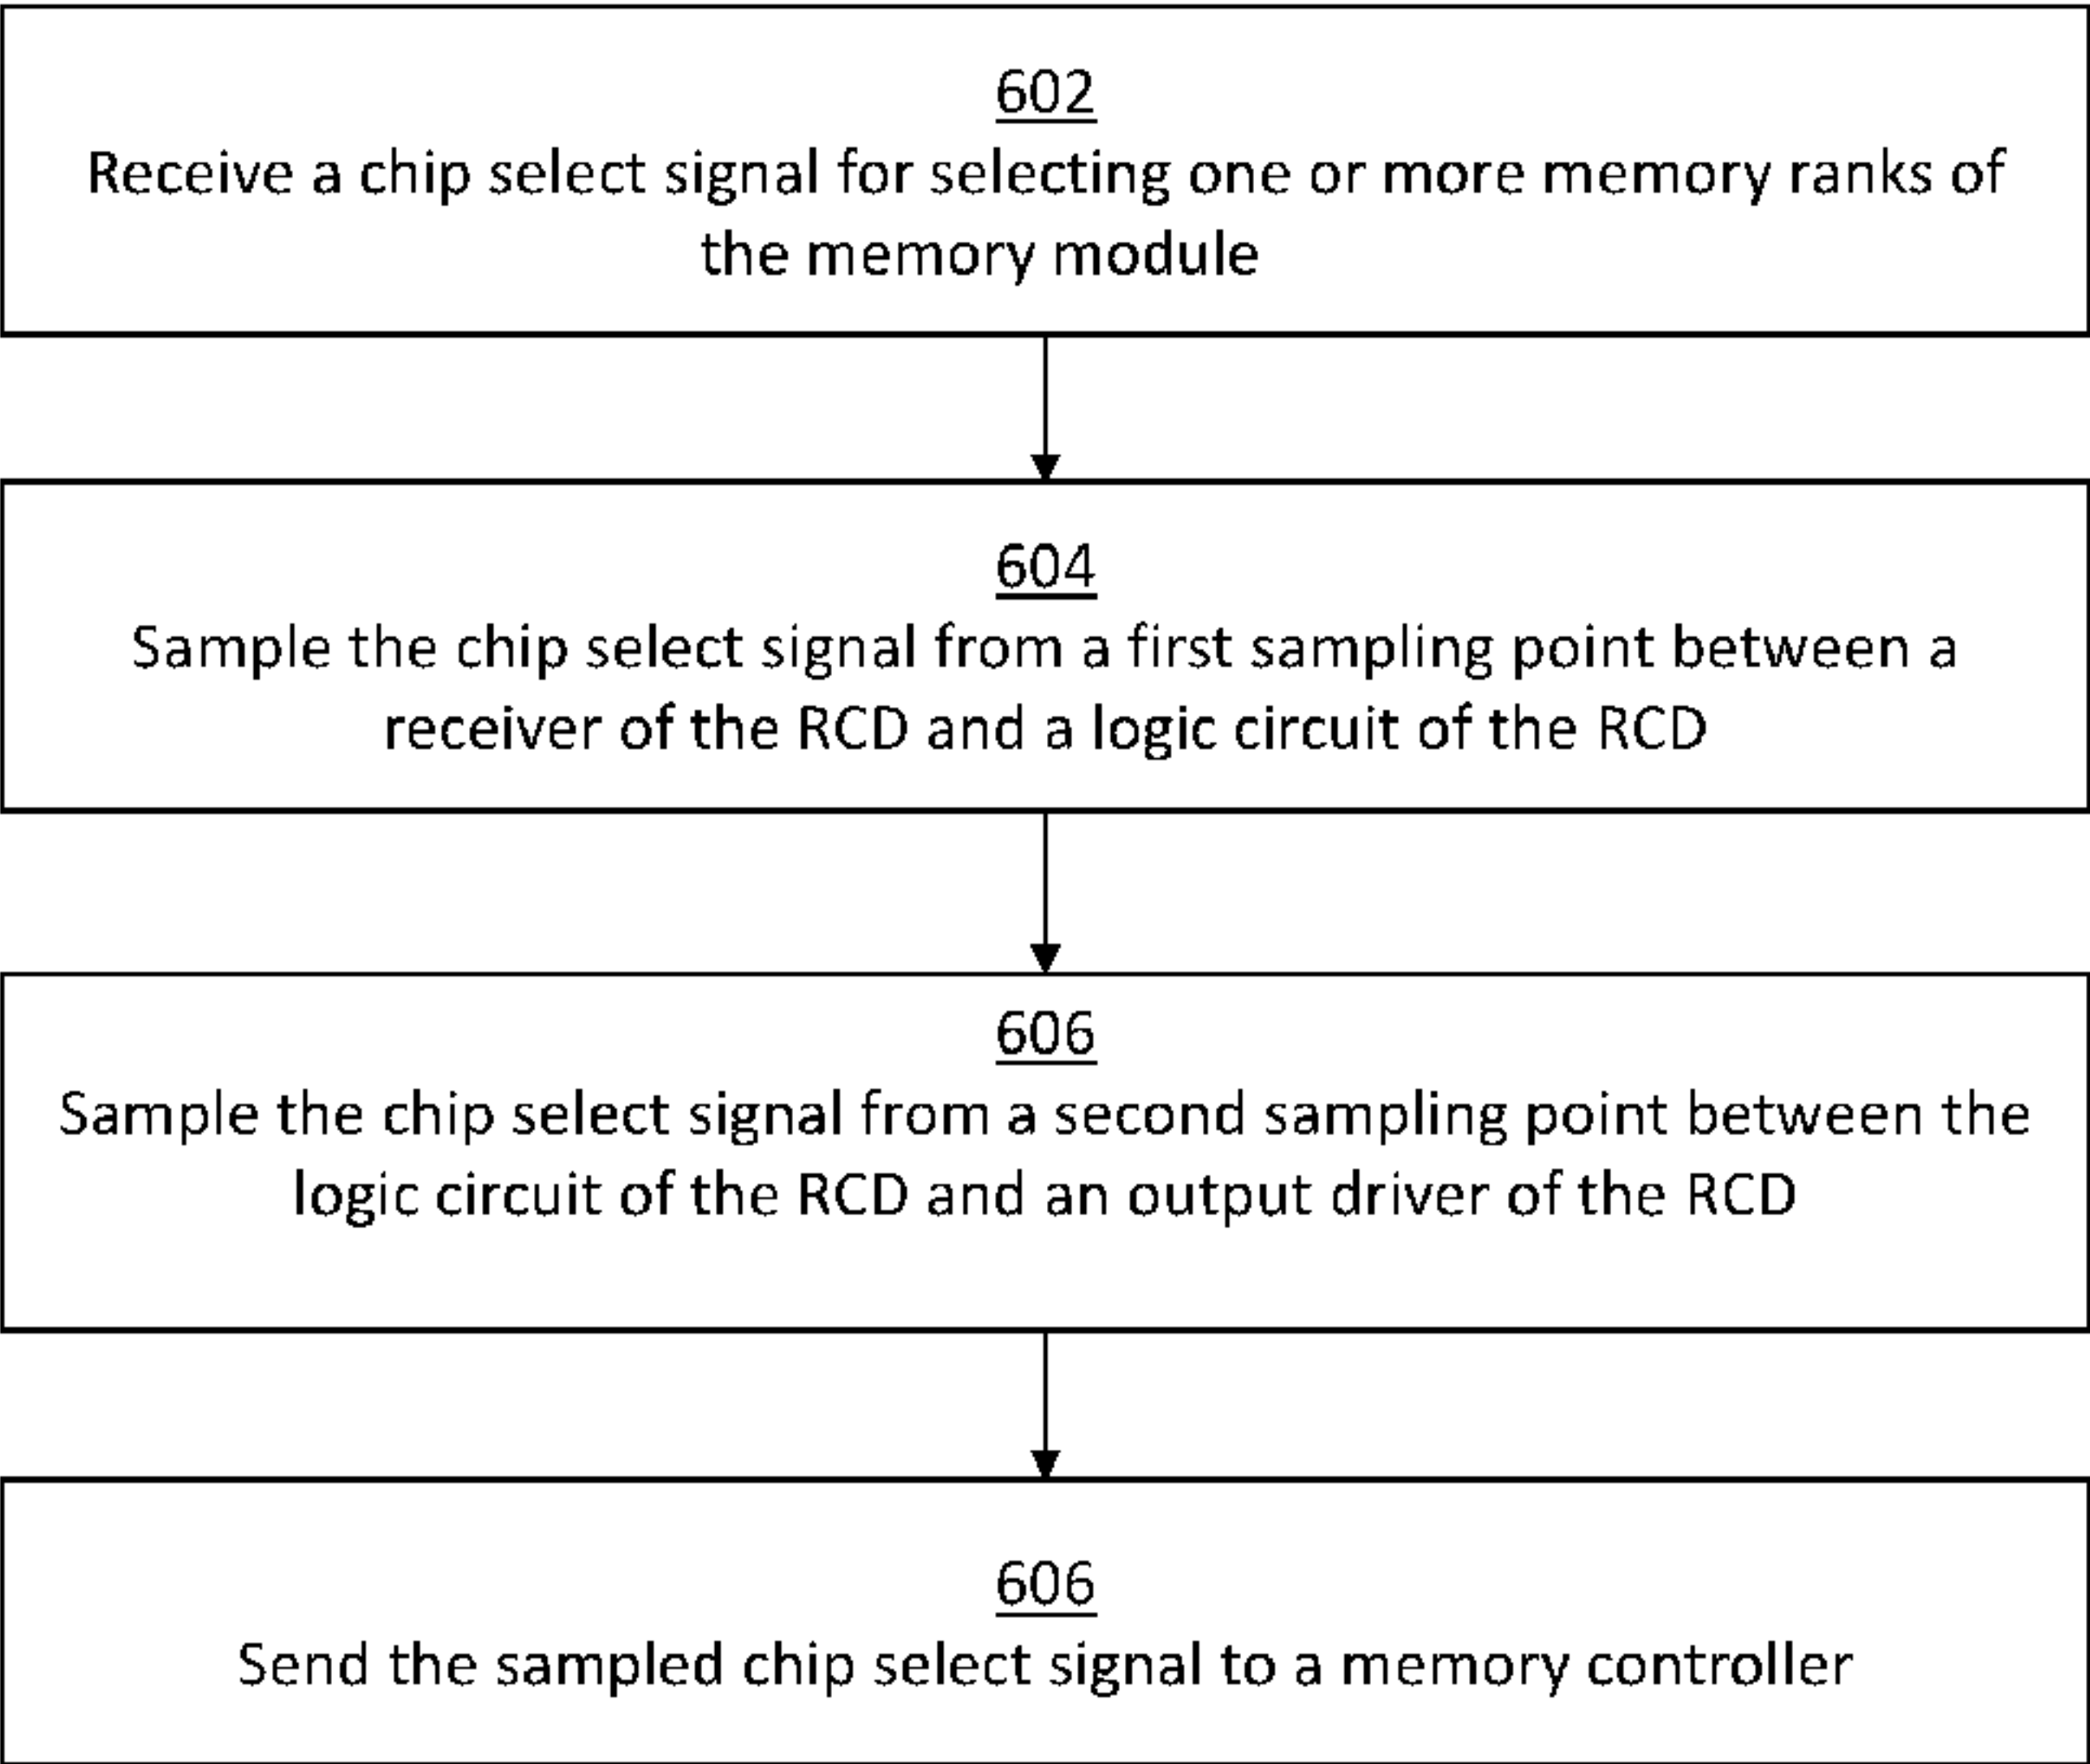 602
Receive a chip select signal for selecting one or more memory ranks of
the memory module
604
Sample the chip select signal from a first sampling point between a
receiver of the RCD and a logic circuit of the RCD
606
Sample the chip select signal from a second sampling point between the
logic circuit of the RCD and an output driver of the RCD
606
Send the sampled chip select signal to a memory controller